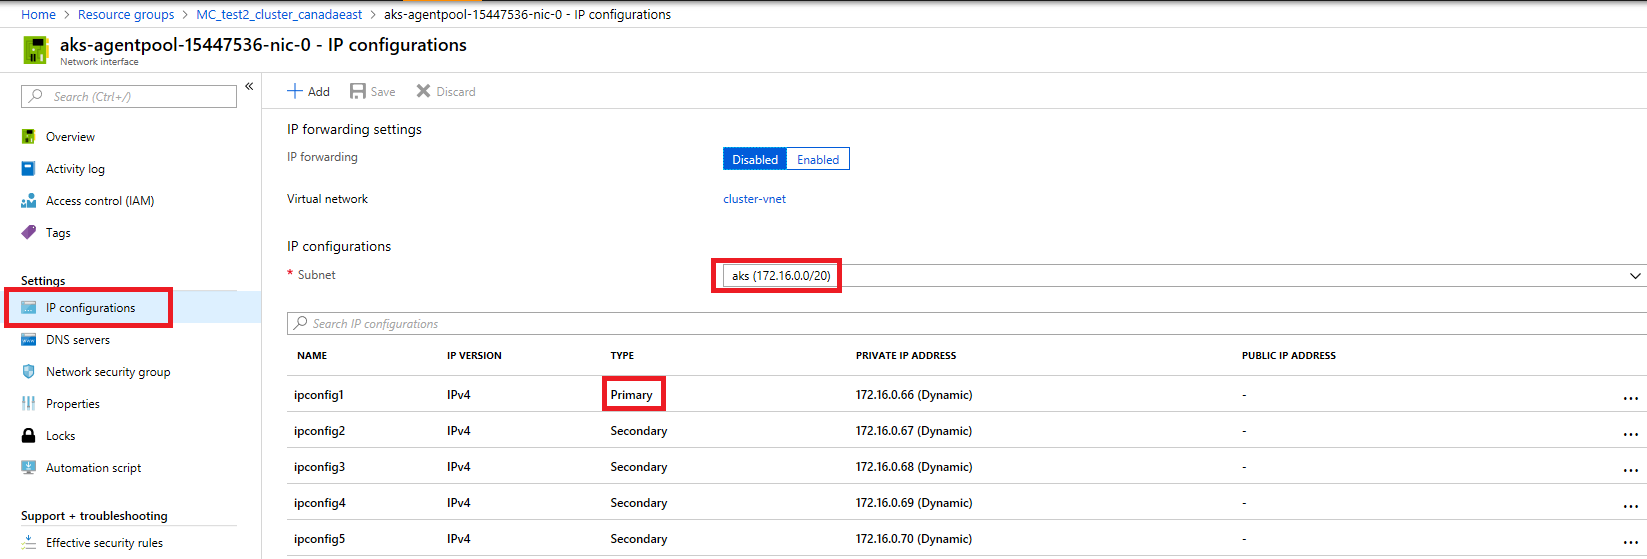 Home > Resource groups > MC_test2_cluster_canadaeast > aks-agentpool-15447536-nic-0 - IP configurations
aks-agentpool-15447536-nic-0 - IP configurations
Network interface
Search (Ctrl+/)
«
Overview
Activity log
Access control (IAM)
Tags
Settings
IP configurations
DNS servers
Network security group
Properties
Locks
Automation script
Support + troubleshooting
Effective security rules
Add Save Discard
IP forwarding settings
IP forwarding Disabled Enabled
Virtual network cluster-vnet
IP configurations
* Subnet aks (172.16.0.0/20)
Search IP configurations
NAME IP VERSION TYPE PRIVATE IP ADDRESS PUBLIC IP ADDRESS
ipconfig1 IPv4 Primary 172.16.0.66 (Dynamic) - ...
ipconfig2 IPv4 Secondary 172.16.0.67 (Dynamic) - ...
ipconfig3 IPv4 Secondary 172.16.0.68 (Dynamic) - ...
ipconfig4 IPv4 Secondary 172.16.0.69 (Dynamic) - ...
ipconfig5 IPv4 Secondary 172.16.0.70 (Dynamic) - ...